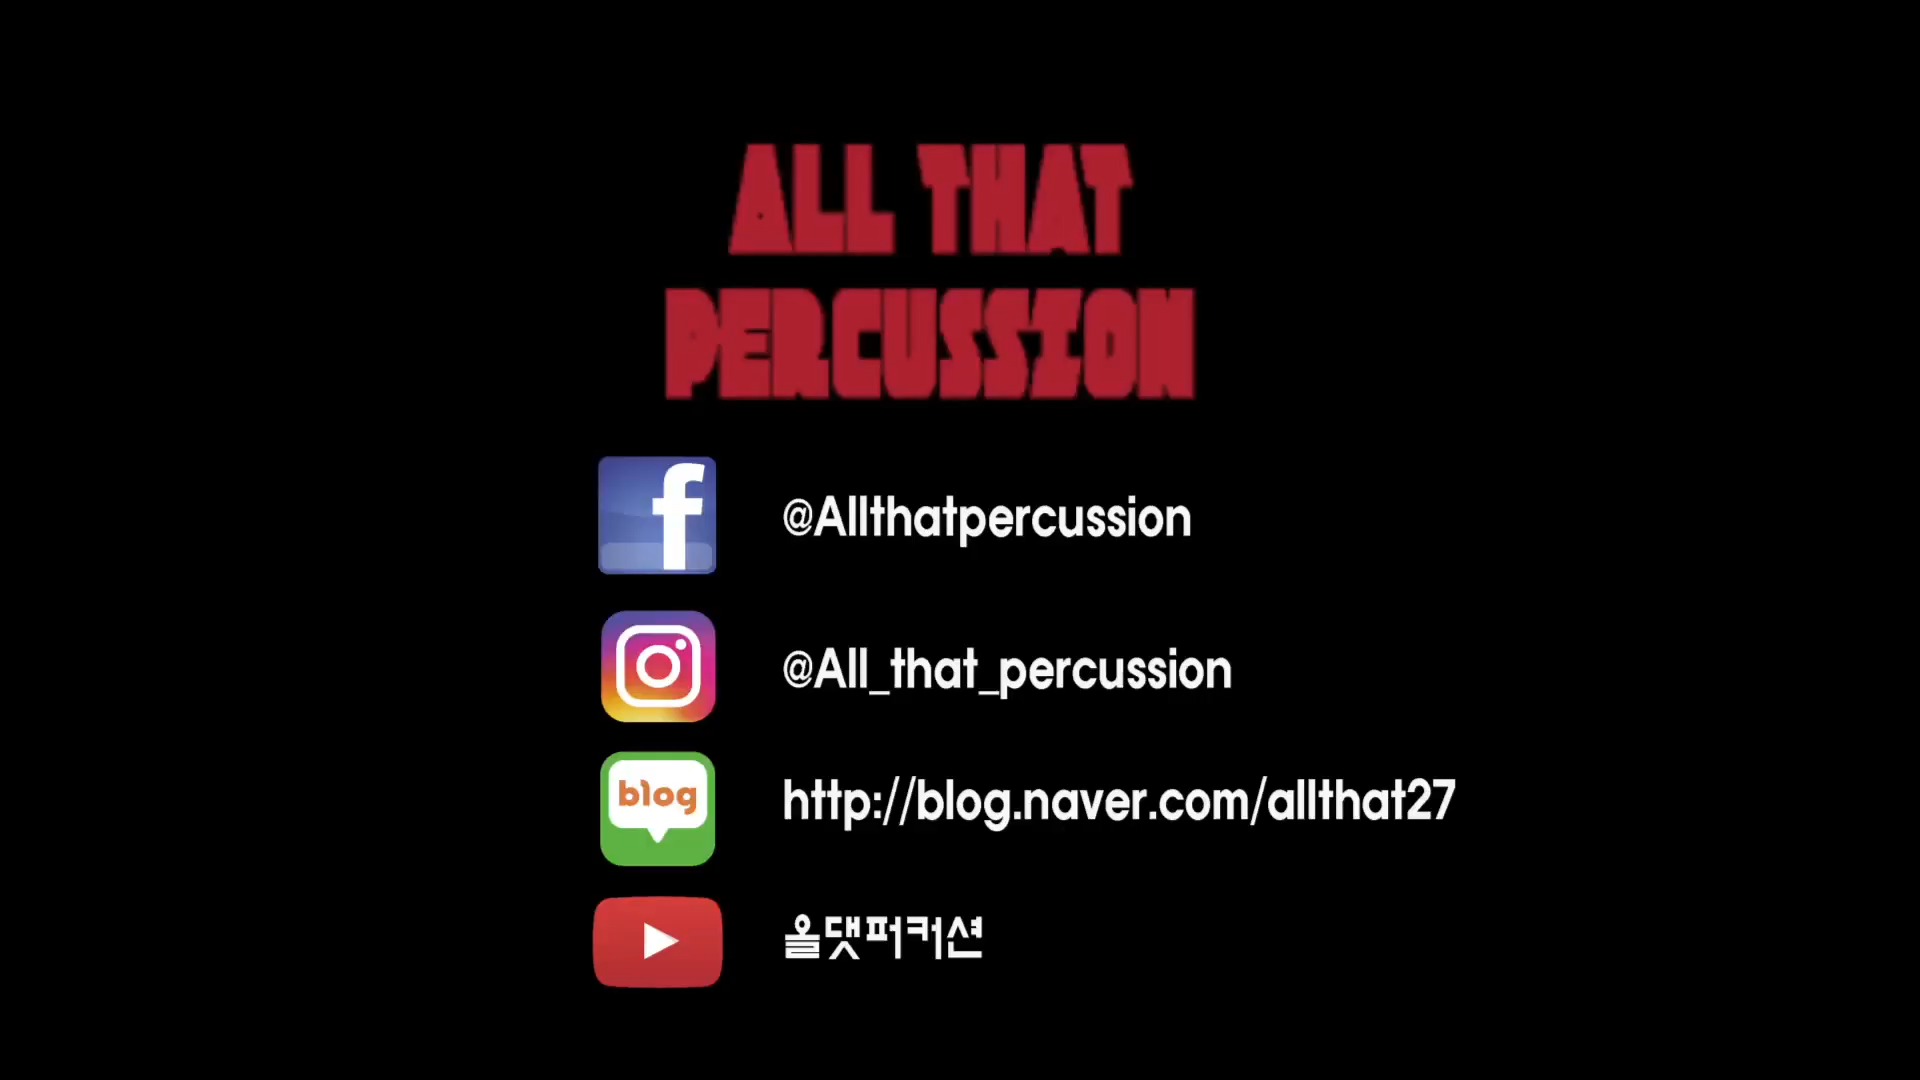 ALL THAT
PERCUSSION
@Allthatpercussion
@All_that_percussion
blog
http://blog.naver.com/allthat27
올댓퍼커션